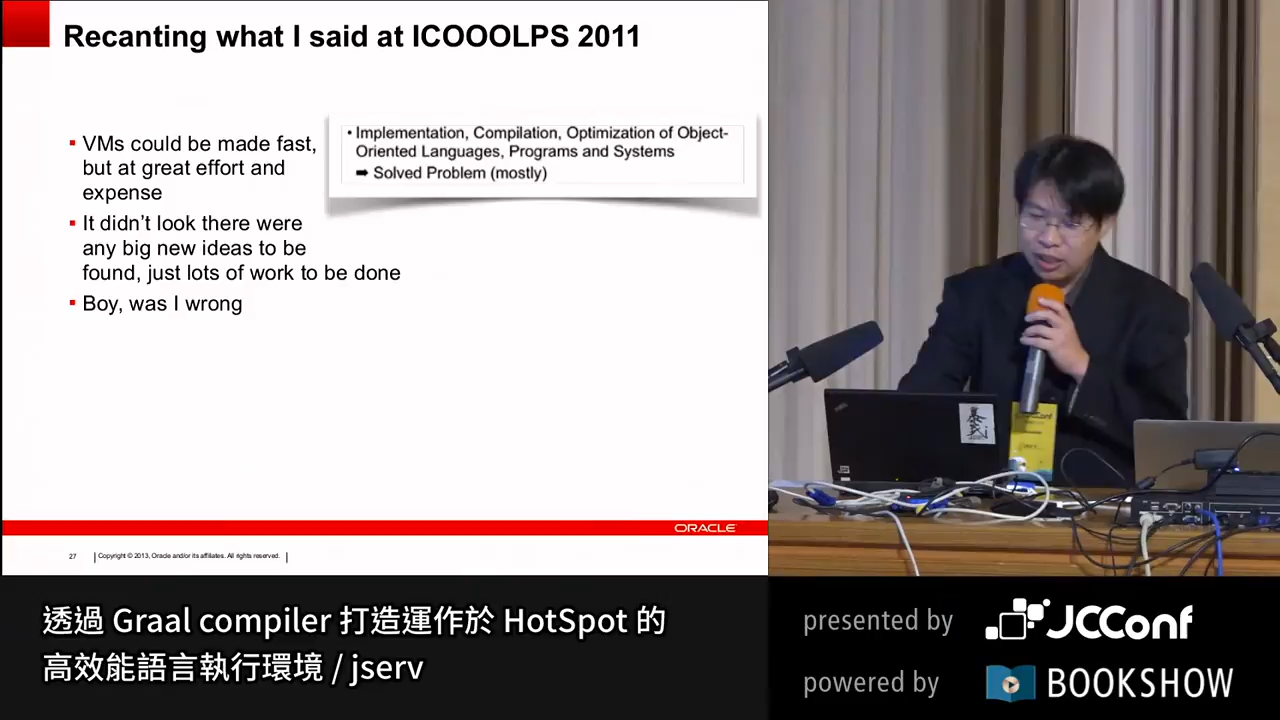 Recanting what I said at ICOOOLPS 2011
VMs could be made fast,
but at great effort and
expense
It didn't look there were
any big new ideas to be
found, just lots of work to be done
Boy, was I wrong
• Implementation, Compilation, Optimization of Object-
Oriented Languages, Programs and Systems
➡ Solved Problem (mostly)
ORACLE
27
Copyright © 2013, Oracle and/or its affiliates. All rights reserved.
透過 Graal compiler 打造運作於 HotSpot 的
高效能語言執行環境 / jserv
presented by JCConf
powered by BOOKSHOW